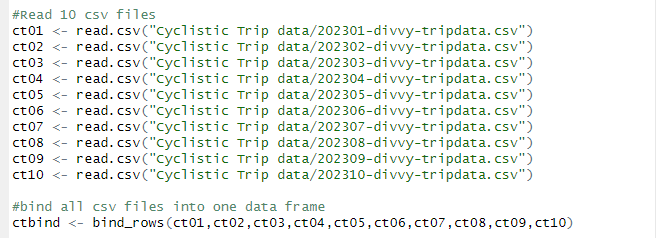 #Read 10 csv files
ct01 <- read.csv("Cyclistic Trip data/202301-divvy-tripdata.csv")
ct02 <- read.csv("Cyclistic Trip data/202302-divvy-tripdata.csv")
ct03 <- read.csv("Cyclistic Trip data/202303-divvy-tripdata.csv")
ct04 <- read.csv("Cyclistic Trip data/202304-divvy-tripdata.csv")
ct05 <- read.csv("Cyclistic Trip data/202305-divvy-tripdata.csv")
ct06 <- read.csv("Cyclistic Trip data/202306-divvy-tripdata.csv")
ct07 <- read.csv("Cyclistic Trip data/202307-divvy-tripdata.csv")
ct08 <- read.csv("Cyclistic Trip data/202308-divvy-tripdata.csv")
ct09 <- read.csv("Cyclistic Trip data/202309-divvy-tripdata.csv")
ct10 <- read.csv("Cyclistic Trip data/202310-divvy-tripdata.csv")
#bind all csv files into one data frame
ctbind <- bind_rows(ct01,ct02,ct03,ct04,ct05,ct06,ct07,ct08,ct09,ct10)